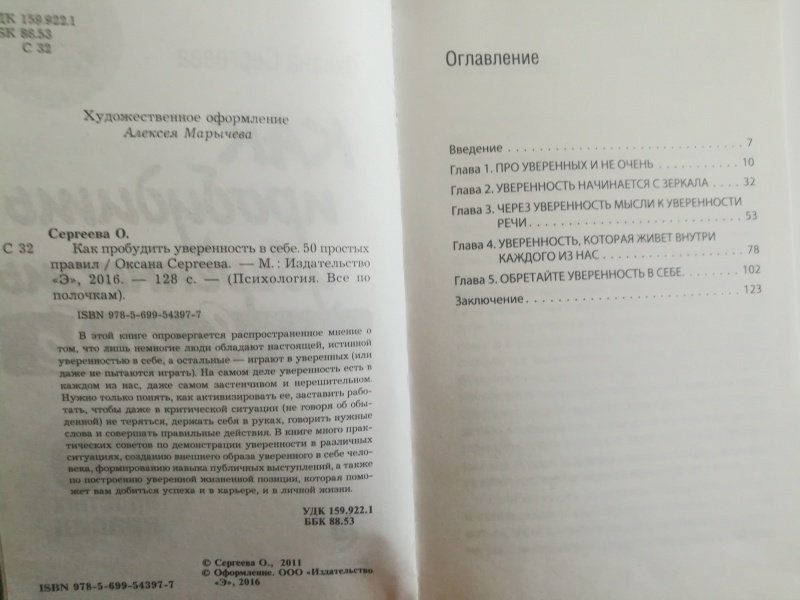 УДК 159.922.1
ББК 88.53
С 32
Художественное оформление
Алексея Марычева
Сергеева О.
С 32
Как пробудить уверенность в себе. 50 простых
правил / Оксана Сергеева. — М. : Издательство
«Э», 2016. — 128 с. — (Психология. Все по
полочкам).
ISBN 978-5-699-54397-7
В этой книге опровергается распространенное мнение о
том, что лишь немногие люди обладают настоящей, истинной
уверенностью в себе, а остальные — играют в уверенных (или
даже не пытаются играть). На самом деле уверенность есть в
каждом из нас, даже самом застенчивом и нерешительном.
Нужно только понять, как активизировать ее, заставить рабо-
тать, чтобы даже в критической ситуации (не говоря об обы-
денной) не теряться, держать себя в руках, говорить нужные
слова и совершать правильные действия. В книге много прак-
тических советов по демонстрации уверенности в различных
ситуациях, созданию внешнего образа уверенного в себе чело-
века, формированию навыка публичных выступлений, а также
по построению уверенной жизненной позиции, которая помо-
жет вам добиться успеха и в карьере, и в личной жизни.
УДК 159.922.1
ББК 88.53
© Сергеева О., 2011
© Оформление. ООО «Издательство
«Э», 2016
ISBN 978-5-699-54397-7
Оглавление
Введение . . . . . . . . . . . . . . . . . . . . . . . . . . . . . 7
Глава 1. ПРО УВЕРЕННЫХ И НЕ ОЧЕНЬ . . . . . . . . . . 10
Глава 2. УВЕРЕННОСТЬ НАЧИНАЕТСЯ С ЗЕРКАЛА . . . . 32
Глава 3. ЧЕРЕЗ УВЕРЕННОСТЬ МЫСЛИ К УВЕРЕННОСТИ
РЕЧИ . . . . . . . . . . . . . . . . . . . . . . . . . 53
Глава 4. УВЕРЕННОСТЬ, КОТОРАЯ ЖИВЕТ ВНУТРИ
КАЖДОГО ИЗ НАС . . . . . . . . . . . . . . . . 78
Глава 5. ОБРЕТАЙТЕ УВЕРЕННОСТЬ В СЕБЕ. . . . . . . 102
Заключение . . . . . . . . . . . . . . . . . . . . . . . . . 123